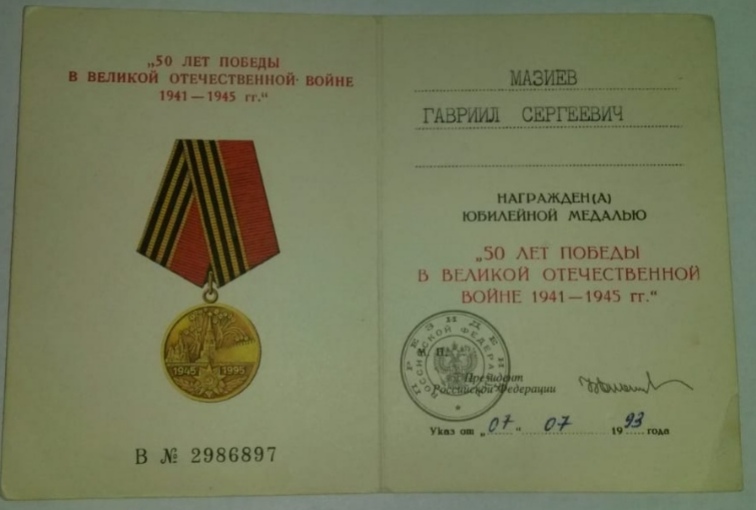 „50 ЛЕТ ПОБЕДЫ
В ВЕЛИКОЙ ОТЕЧЕСТВЕННОЙ ВОЙНЕ
1941—1945 гг.“
1945 1995
В № 2986897
МАЗИЕВ
ГАВРИИЛ СЕРГЕЕВИЧ
НАГРАЖДЕН(А)
ЮБИЛЕЙНОЙ МЕДАЛЬЮ
„50 ЛЕТ ПОБЕДЫ
В ВЕЛИКОЙ ОТЕЧЕСТВЕННОЙ
ВОЙНЕ 1941—1945 гг.“
Президент
Российской Федерации
Указ от „07“ 07 1993 года